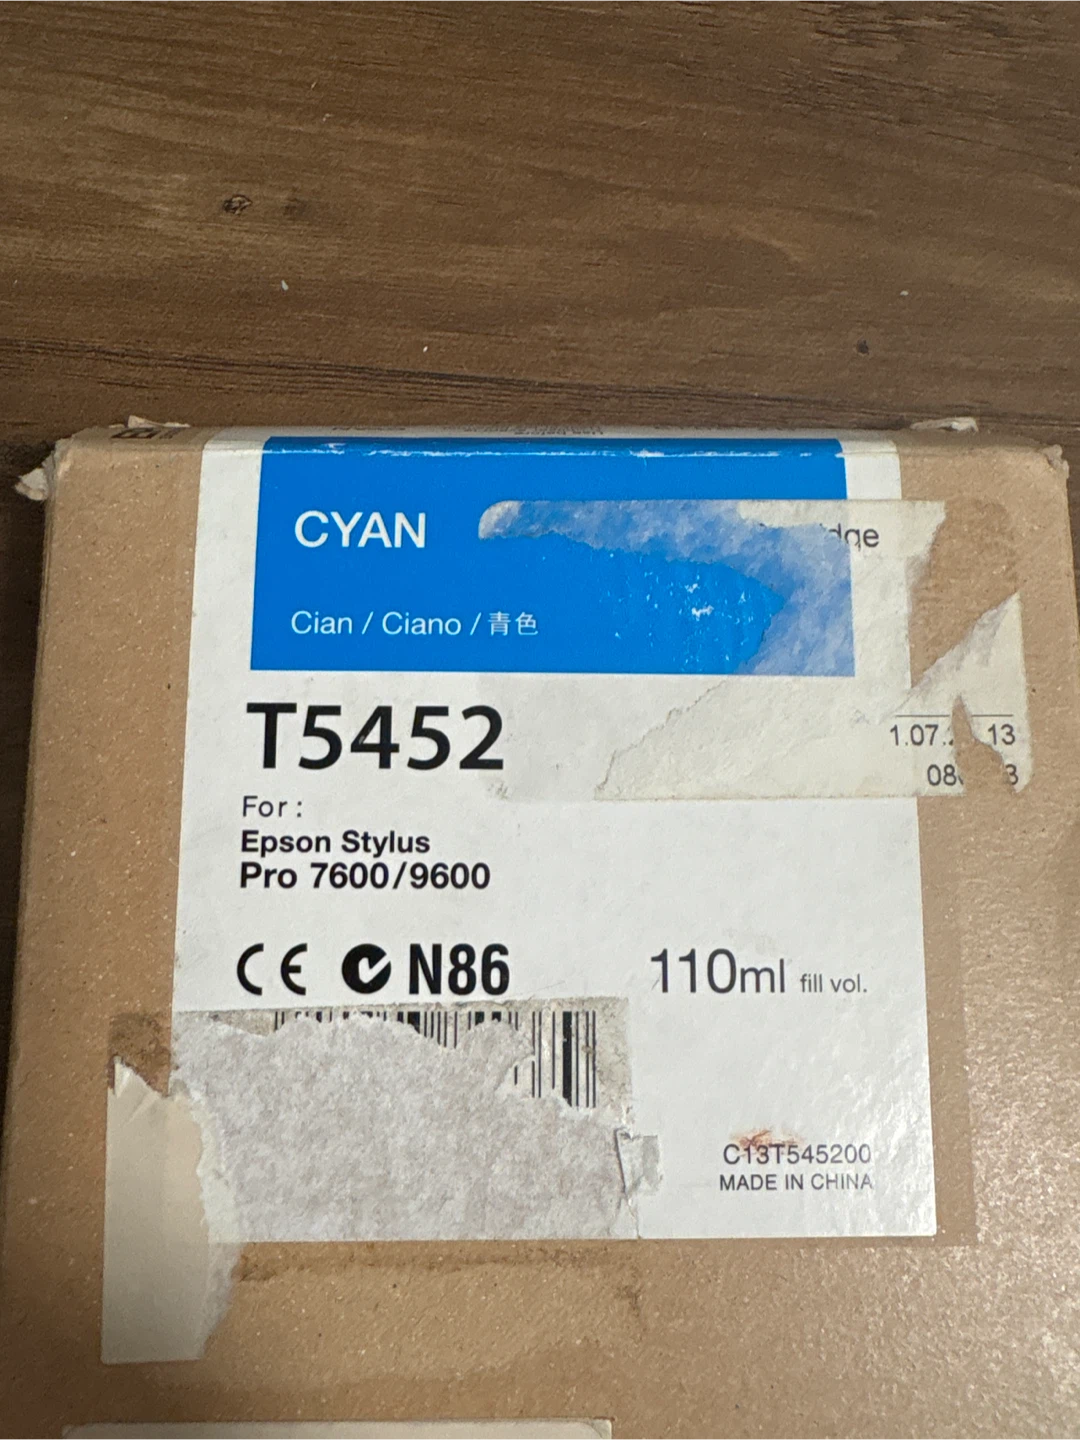 CYAN
Cian / Ciano / 青色
T5452
For :
Epson Stylus
Pro 7600/9600
CE N86
110ml fill vol.
C13T545200
MADE IN CHINA